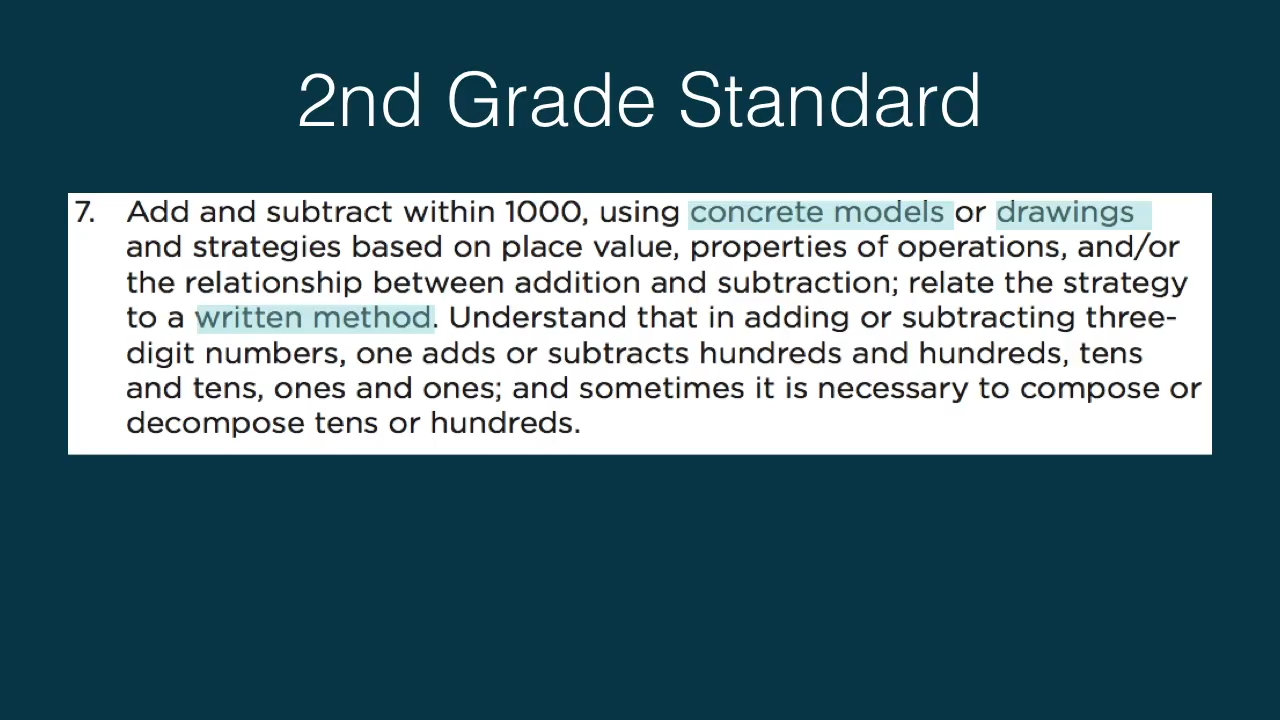 2nd Grade Standard
7. Add and subtract within 1000, using concrete models or drawings
and strategies based on place value, properties of operations, and/or
the relationship between addition and subtraction; relate the strategy
to a written method. Understand that in adding or subtracting three-
digit numbers, one adds or subtracts hundreds and hundreds, tens
and tens, ones and ones; and sometimes it is necessary to compose or
decompose tens or hundreds.